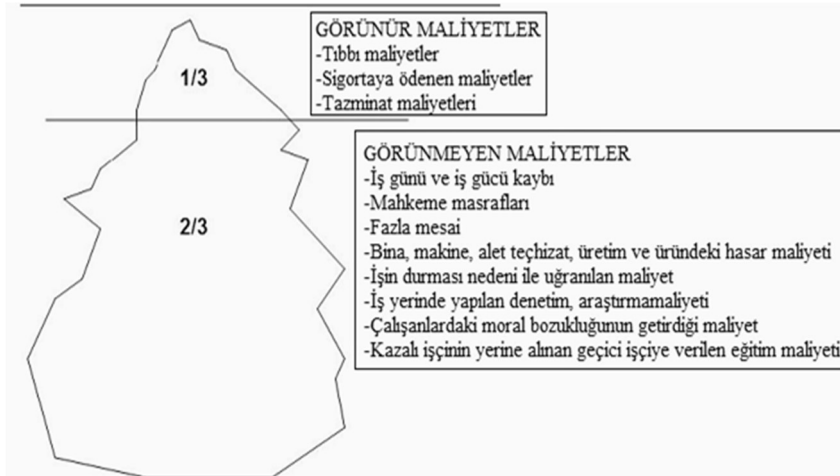 GÖRÜNÜR MALİYETLER
-Tıbbı maliyetler
-Sigortaya ödenen maliyetler
-Tazminat maliyetleri
1/3
GÖRÜNMEYEN MALİYETLER
-İş günü ve iş gücü kaybı
-Mahkeme masrafları
-Fazla mesai
-Bina, makine, alet teçhizat, üretim ve üründeki hasar maliyeti
-İşin durması nedeni ile uğranılan maliyet
-İş yerinde yapılan denetim, araştırmamaliyeti
-Çalışanlardaki moral bozukluğunun getirdiği maliyet
-Kazalı işçinin yerine alınan geçici işçiye verilen eğitim maliyeti
2/3